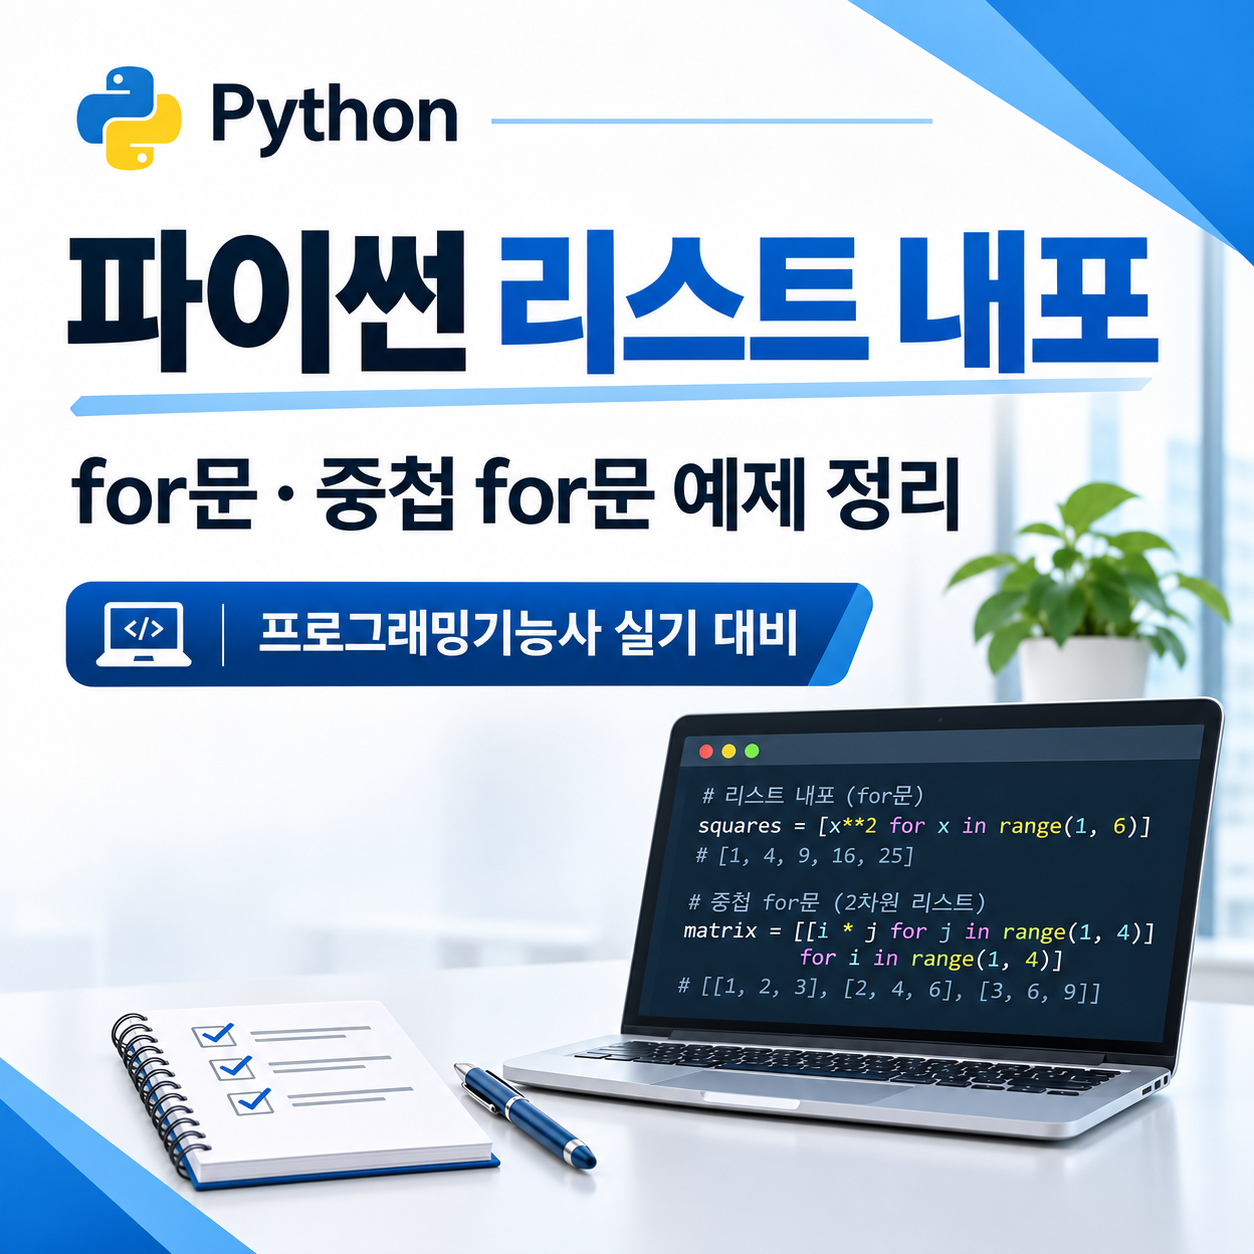 Python
파이썬 리스트 내포
for문 · 중첩 for문 예제 정리
</> 프로그래밍기능사 실기 대비
# 리스트 내포 (for문)
squares = [x**2 for x in range(1, 6)]
# [1, 4, 9, 16, 25]
# 중첩 for문 (2차원 리스트)
matrix = [[i * j for j in range(1, 4)]
for i in range(1, 4)]
# [[1, 2, 3], [2, 4, 6], [3, 6, 9]]